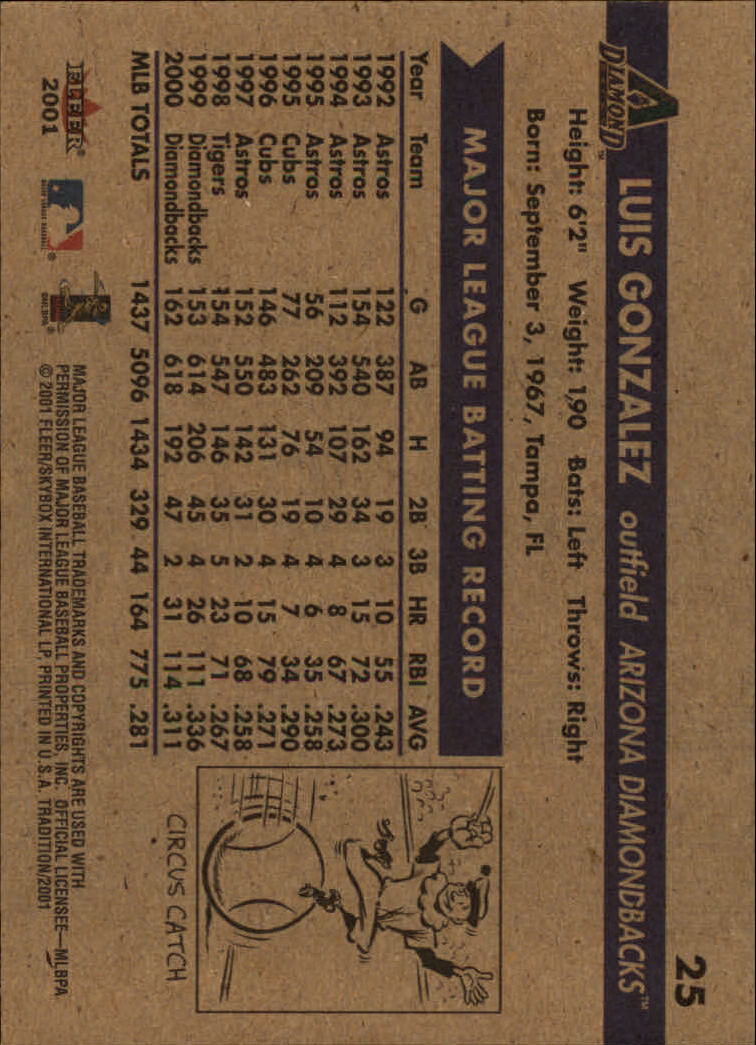 25
DIAMOND™
LUIS GONZALEZ outfield ARIZONA DIAMONDBACKS™
Height: 6'2" Weight: 190 Bats: Left Throws: Right
Born: September 3, 1967, Tampa, FL
MAJOR LEAGUE BATTING RECORD
Year Team G AB H 2B 3B HR RBI AVG
1992 Astros 122 387 94 19 3 10 55 .243
1993 Astros 154 540 162 34 3 15 72 .300
1994 Astros 112 392 107 29 4 8 67 .273
1995 Astros 56 209 54 10 4 6 35 .258
1995 Cubs 77 262 76 19 4 7 34 .290
1996 Cubs 146 483 131 30 4 15 79 .271
1997 Astros 152 550 142 31 2 10 68 .258
1998 Tigers 154 547 146 35 5 23 71 .267
1999 Diamondbacks 153 614 206 45 4 26 111 .336
2000 Diamondbacks 162 618 192 47 2 31 114 .311
MLB TOTALS 1437 5096 1434 329 44 164 775 .281
CIRCUS CATCH
FLEER®
2001
MAJOR LEAGUE BASEBALL TRADEMARKS AND COPYRIGHTS ARE USED WITH
PERMISSION OF MAJOR LEAGUE BASEBALL PROPERTIES, INC. OFFICIAL LICENSEE—MLBPA
© 2001 FLEER/SKYBOX INTERNATIONAL LP, PRINTED IN U.S.A. TRADITION/2001